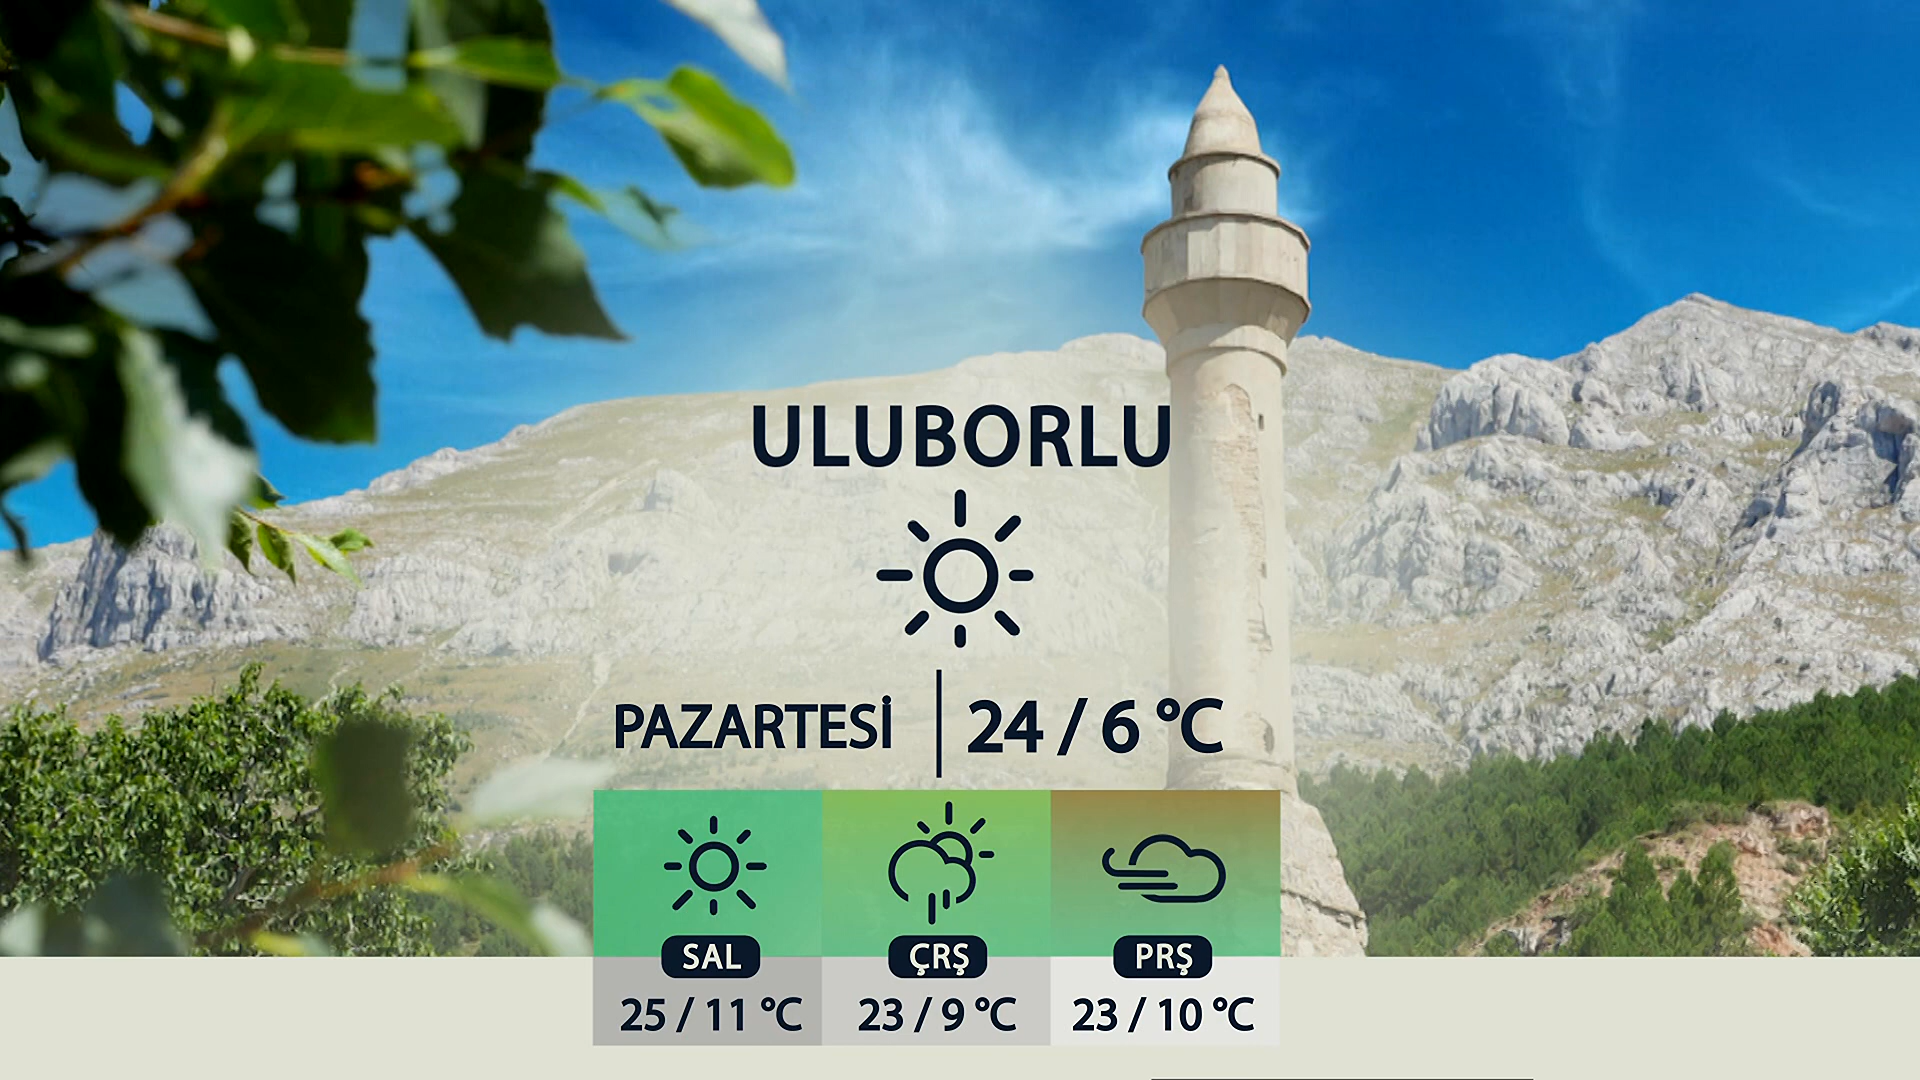 ULUBORLU
PAZARTESİ
24 / 6 °C
SAL
ÇRŞ
PRŞ
25 / 11 °C
23 / 9 °C
23 / 10 °C